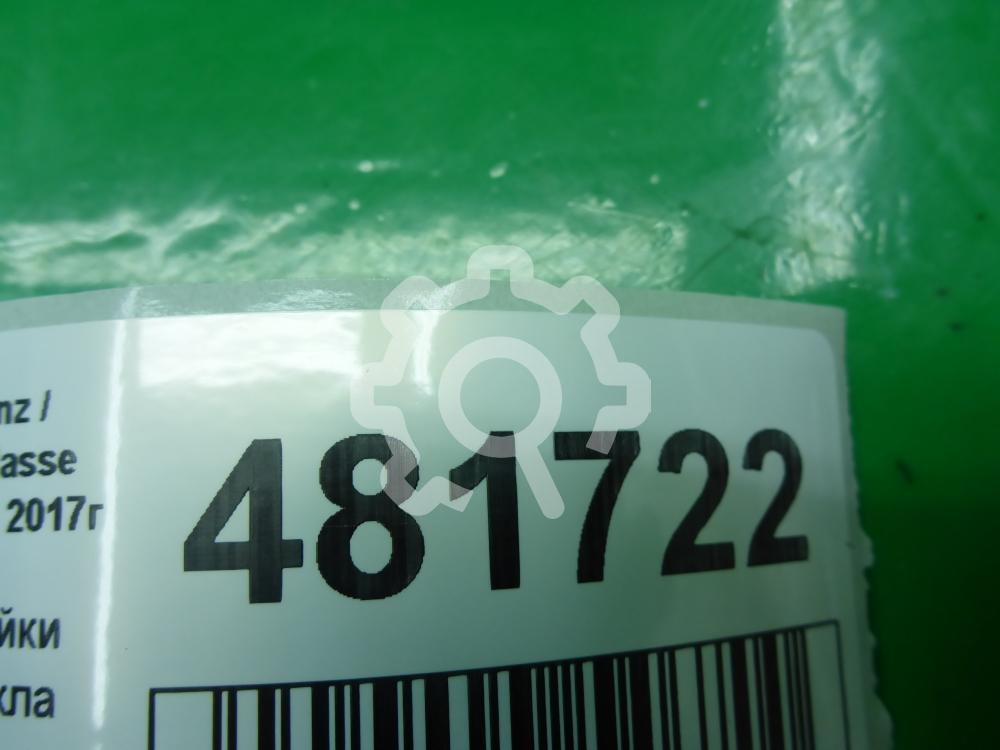 nz /
asse
2017г
481722
йки
кла